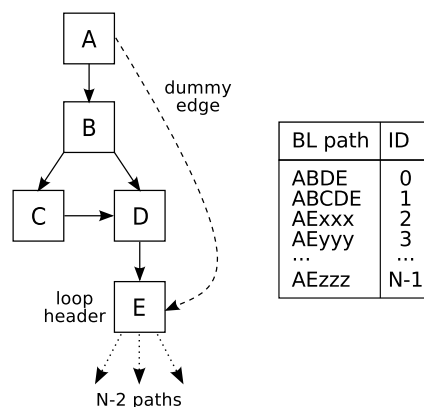 A
dummy
edge
B
C
D
loop
header
E
N-2 paths
BL path ID
ABDE 0
ABCDE 1
AExxx 2
AEyyy 3
... ...
AEzzz N-1